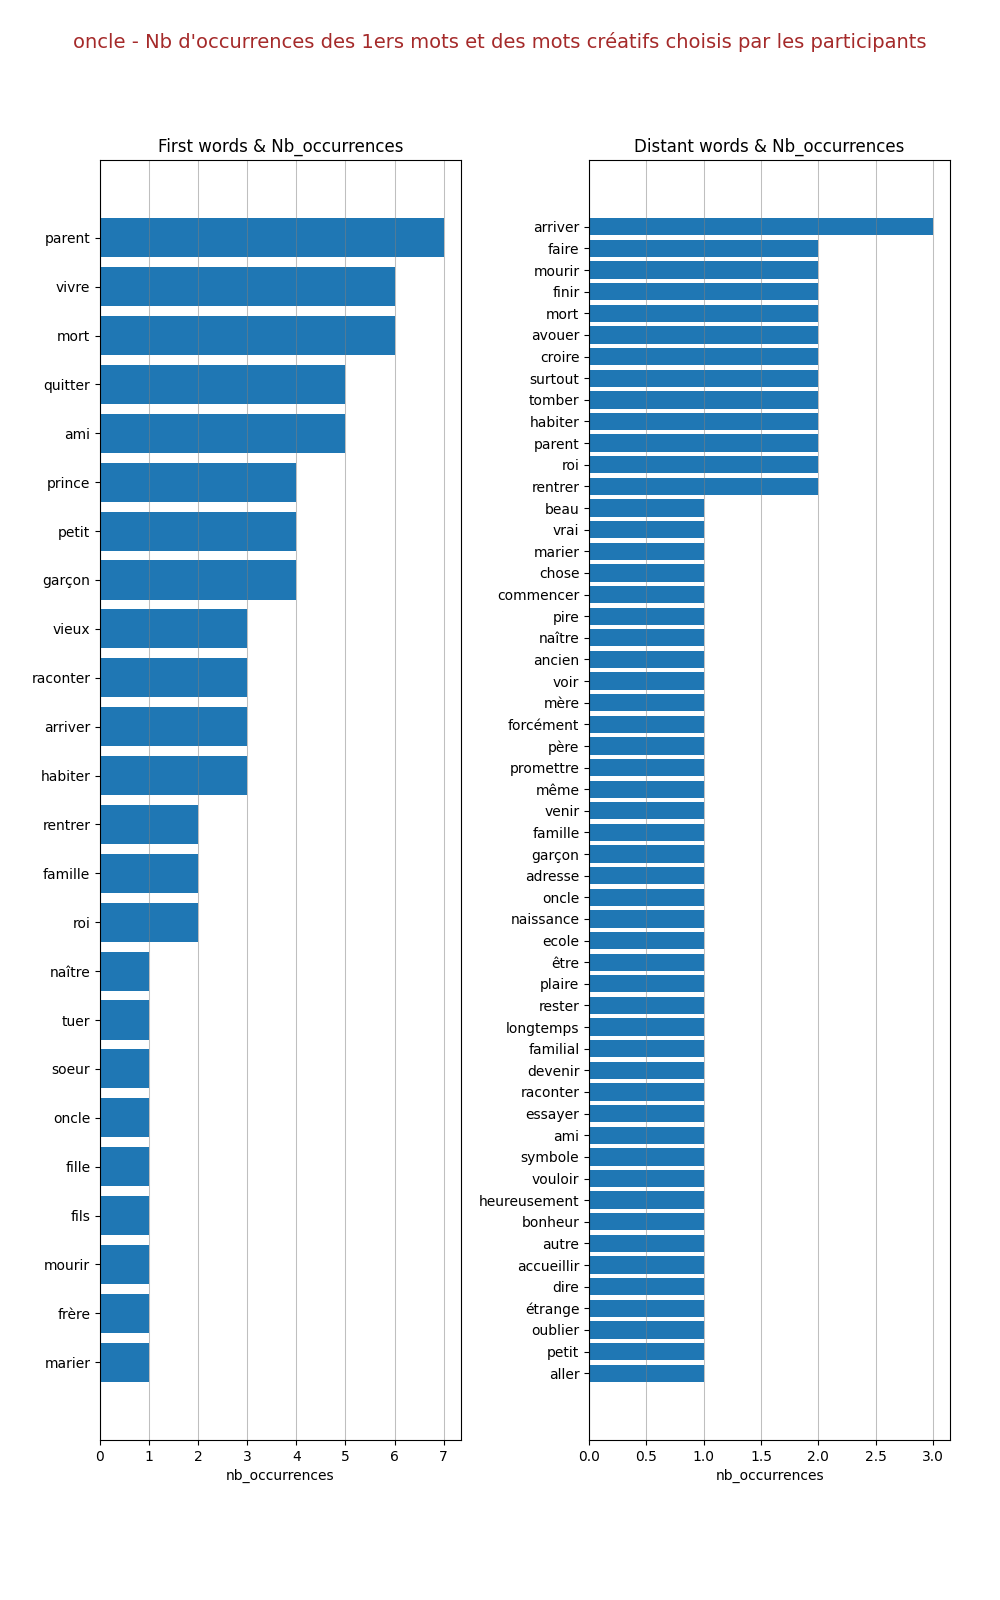 oncle - Nb d'occurrences des 1ers mots et des mots créatifs choisis par les participants
First words & Nb_occurrences
parent
vivre
mort
quitter
ami
prince
petit
garçon
vieux
raconter
arriver
habiter
rentrer
famille
roi
naître
tuer
soeur
oncle
fille
fils
mourir
frère
marier
0 1 2 3 4 5 6 7
nb_occurrences
Distant words & Nb_occurrences
arriver
faire
mourir
finir
mort
avouer
croire
surtout
tomber
habiter
parent
roi
rentrer
beau
vrai
marier
chose
commencer
pire
naître
ancien
voir
mère
forcément
père
promettre
même
venir
famille
garçon
adresse
oncle
naissance
ecole
être
plaire
rester
longtemps
familial
devenir
raconter
essayer
ami
symbole
vouloir
heureusement
bonheur
autre
accueillir
dire
étrange
oublier
petit
aller
0.0 0.5 1.0 1.5 2.0 2.5 3.0
nb_occurrences